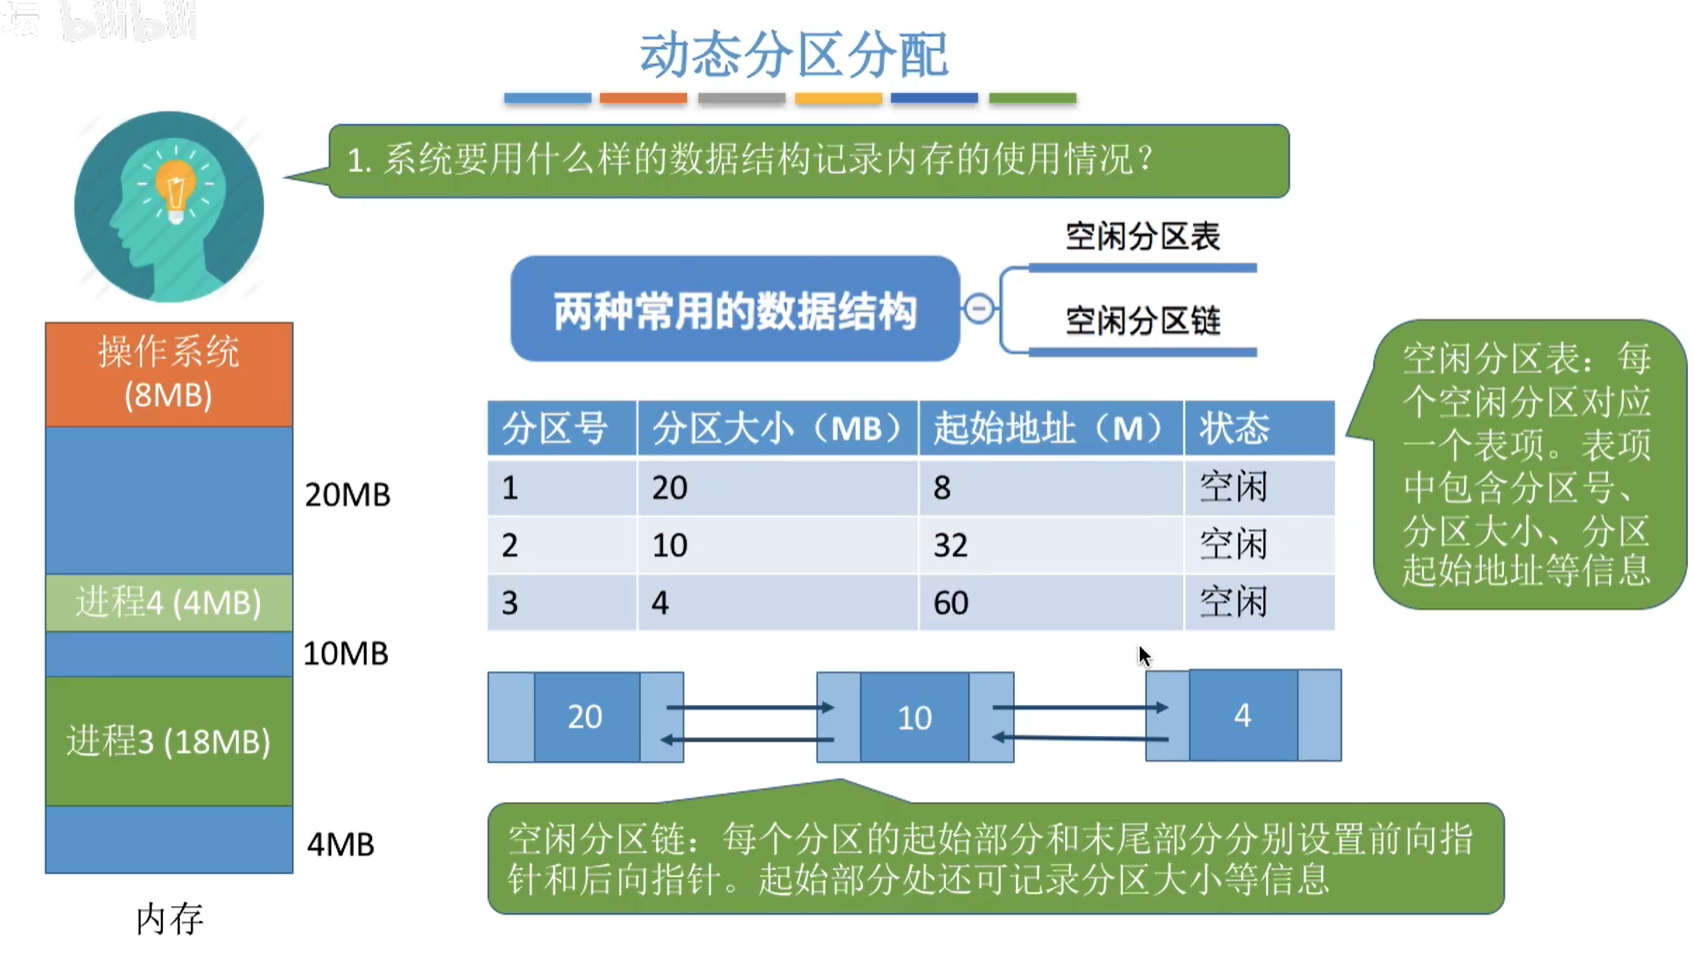 坛 bilibili
动态分区分配
1. 系统要用什么样的数据结构记录内存的使用情况？
两种常用的数据结构
空闲分区表
空闲分区链
操作系统
(8MB)
20MB
进程4 (4MB)
10MB
进程3 (18MB)
4MB
内存
分区号 分区大小（MB） 起始地址（M） 状态
1 20 8 空闲
2 10 32 空闲
3 4 60 空闲
空闲分区表：每
个空闲分区对应
一个表项。表项
中包含分区号、
分区大小、分区
起始地址等信息
20 10 4
空闲分区链：每个分区的起始部分和末尾部分分别设置前向指
针和后向指针。起始部分处还可记录分区大小等信息